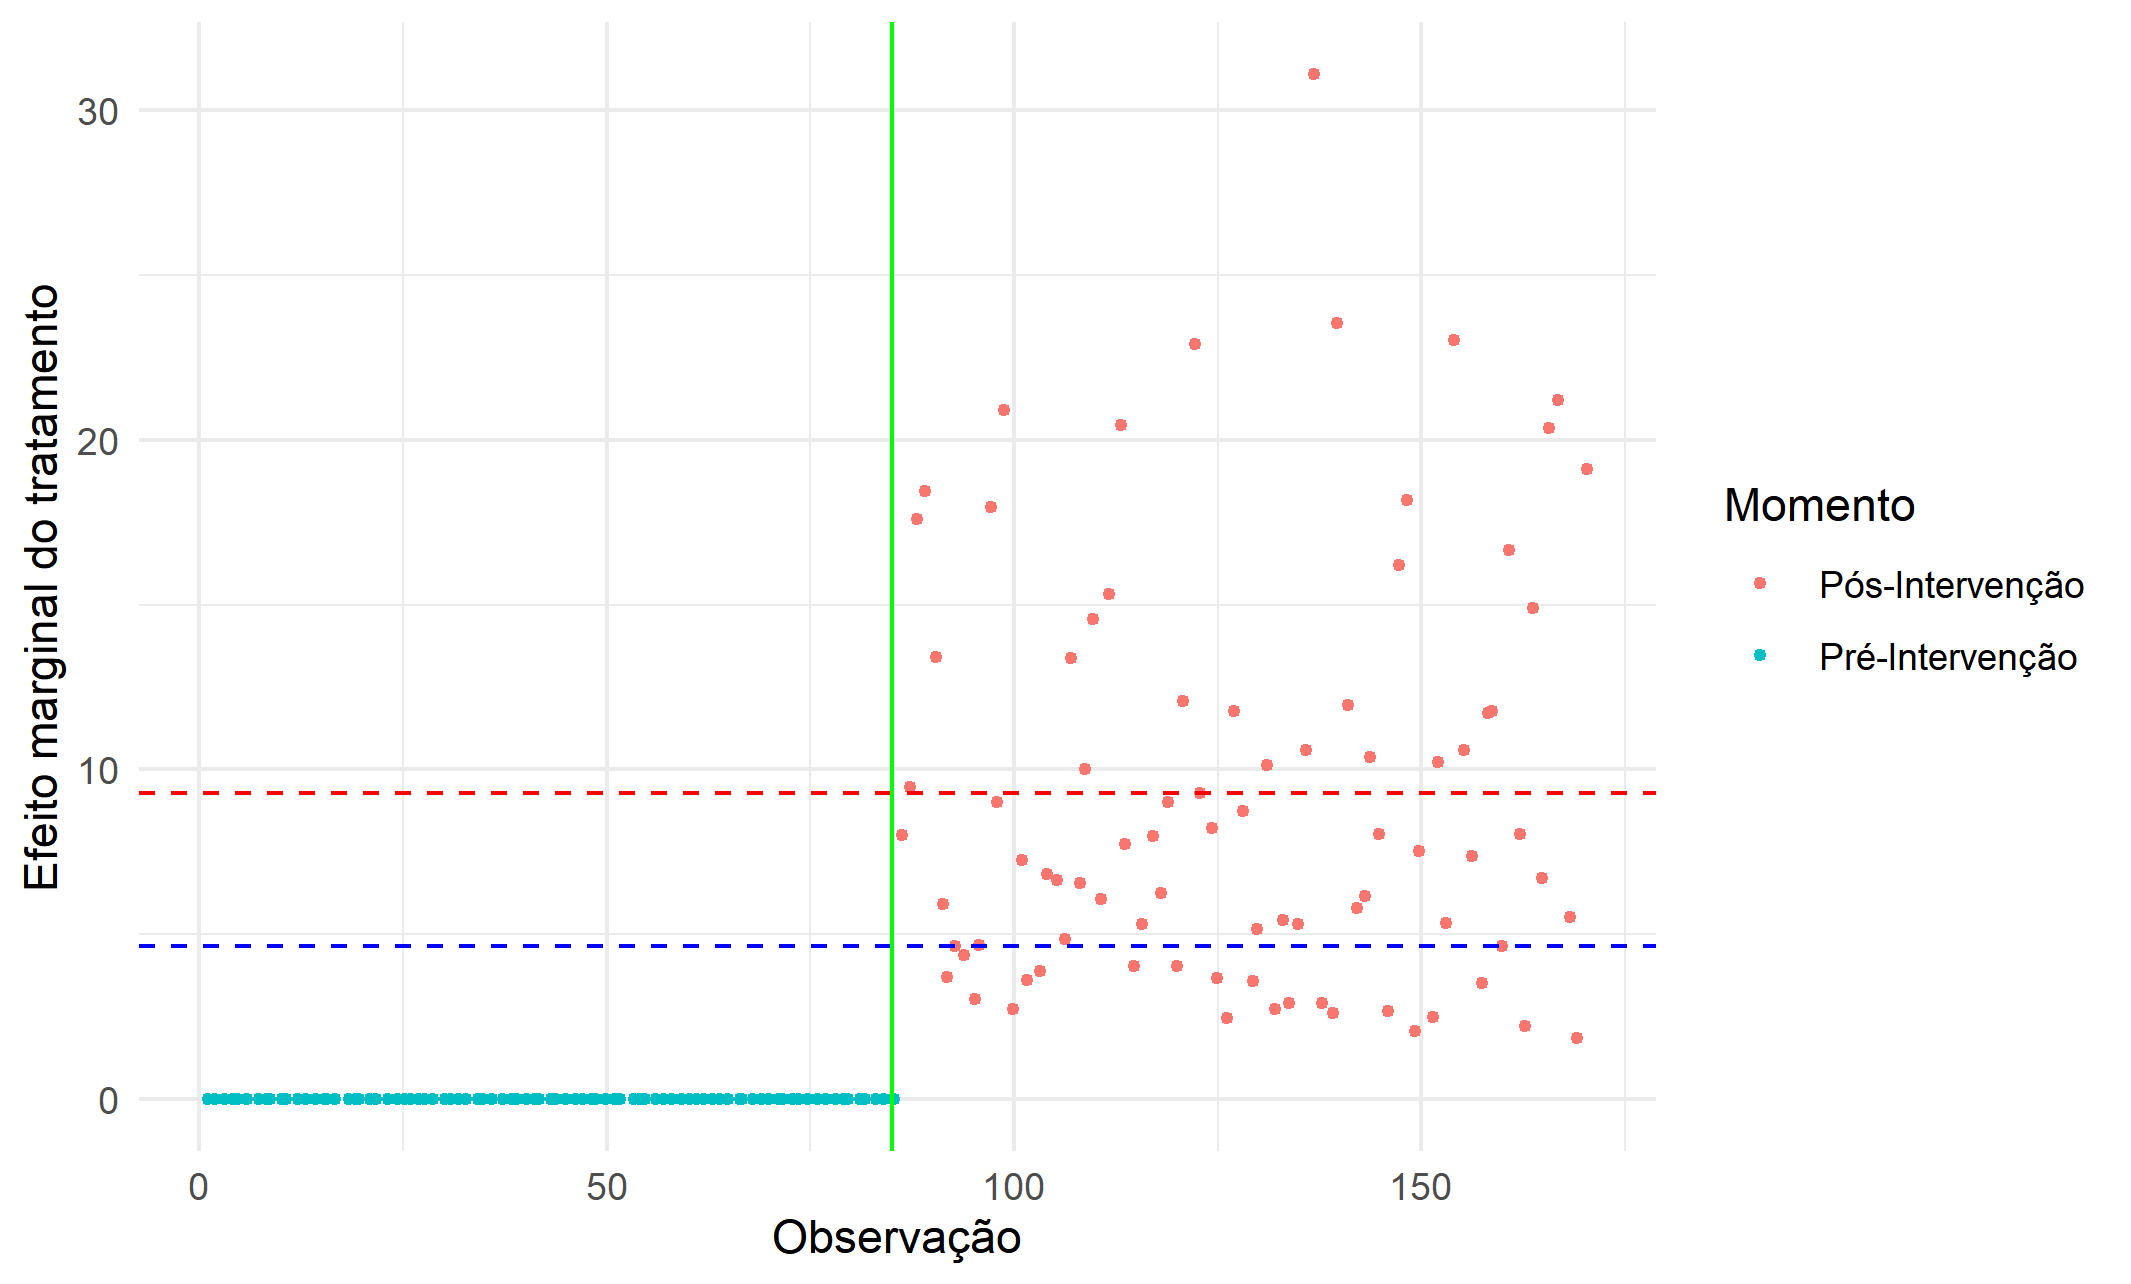 Efeito marginal do tratamento
30
20
10
0
0
50
100
150
Observação
Momento
Pós-Intervenção
Pré-Intervenção